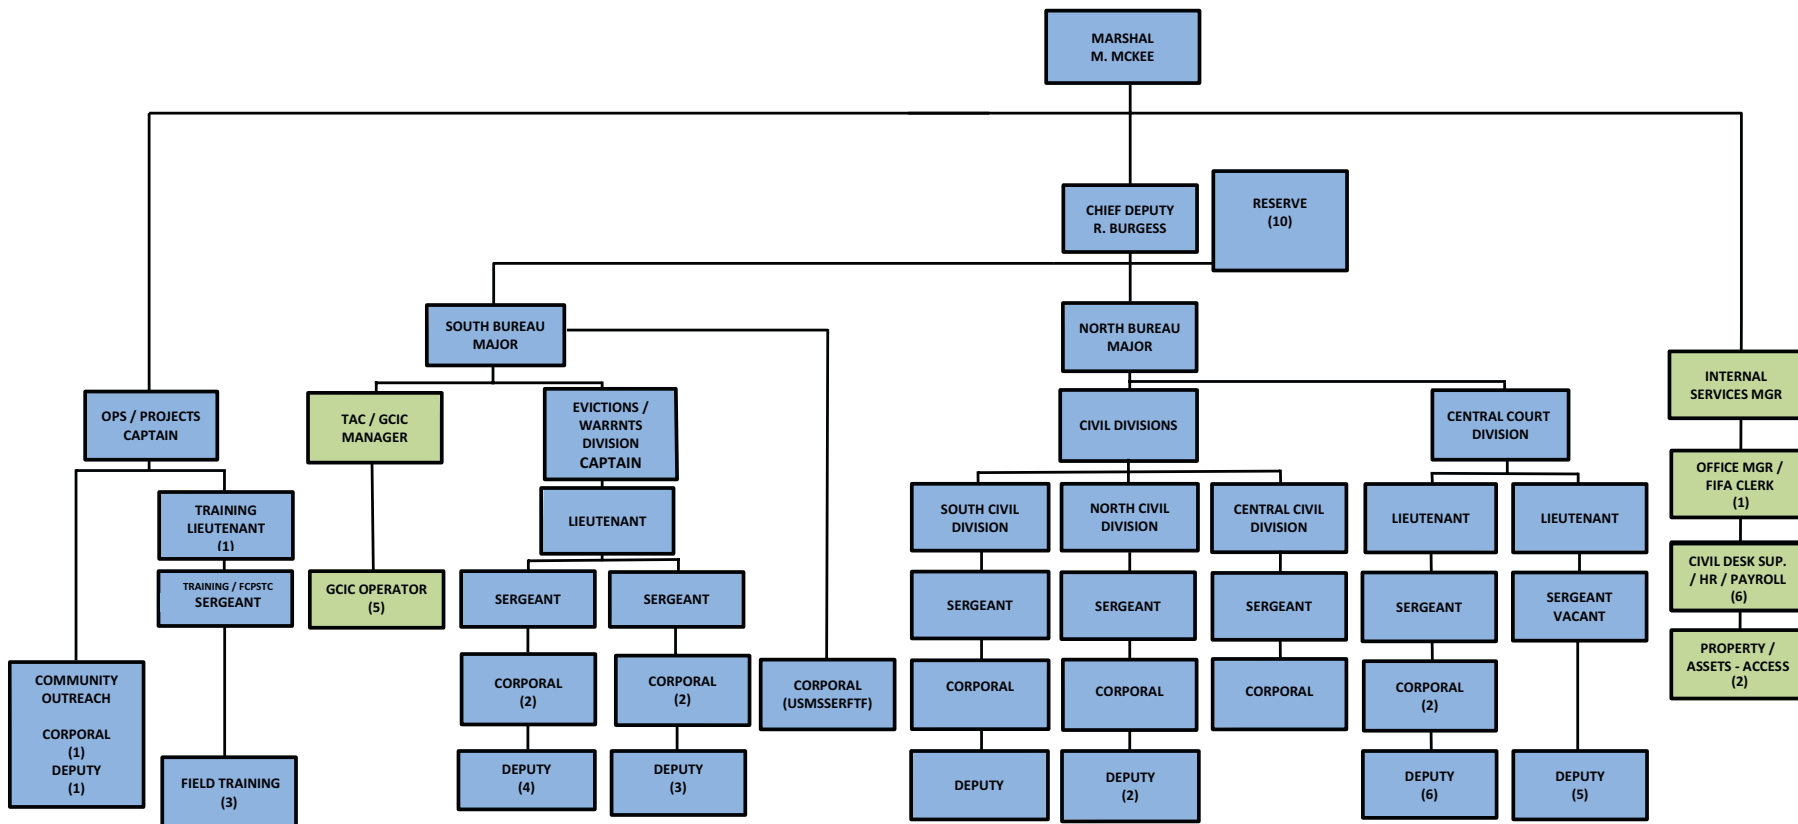 MARSHAL
M. MCKEE
CHIEF DEPUTY
R. BURGESS
RESERVE
(10)
SOUTH BUREAU
MAJOR
NORTH BUREAU
MAJOR
INTERNAL
SERVICES MGR
OPS / PROJECTS
CAPTAIN
TAC / GCIC
MANAGER
EVICTIONS /
WARRNTS
DIVISION
CAPTAIN
CIVIL DIVISIONS
CENTRAL COURT
DIVISION
OFFICE MGR /
FIFA CLERK
(1)
TRAINING
LIEUTENANT
(1)
LIEUTENANT
SOUTH CIVIL
DIVISION
NORTH CIVIL
DIVISION
CENTRAL CIVIL
DIVISION
LIEUTENANT
LIEUTENANT
CIVIL DESK SUP.
/ HR / PAYROLL
(6)
TRAINING / FCPSTC
SERGEANT
GCIC OPERATOR
(5)
SERGEANT
SERGEANT
SERGEANT
SERGEANT
SERGEANT
SERGEANT
SERGEANT
VACANT
PROPERTY /
ASSETS - ACCESS
(2)
COMMUNITY
OUTREACH
CORPORAL
(1)
DEPUTY
(1)
CORPORAL
(2)
CORPORAL
(2)
CORPORAL
(USMSSERFTF)
CORPORAL
CORPORAL
CORPORAL
CORPORAL
(2)
FIELD TRAINING
(3)
DEPUTY
(4)
DEPUTY
(3)
DEPUTY
DEPUTY
(2)
DEPUTY
(6)
DEPUTY
(5)